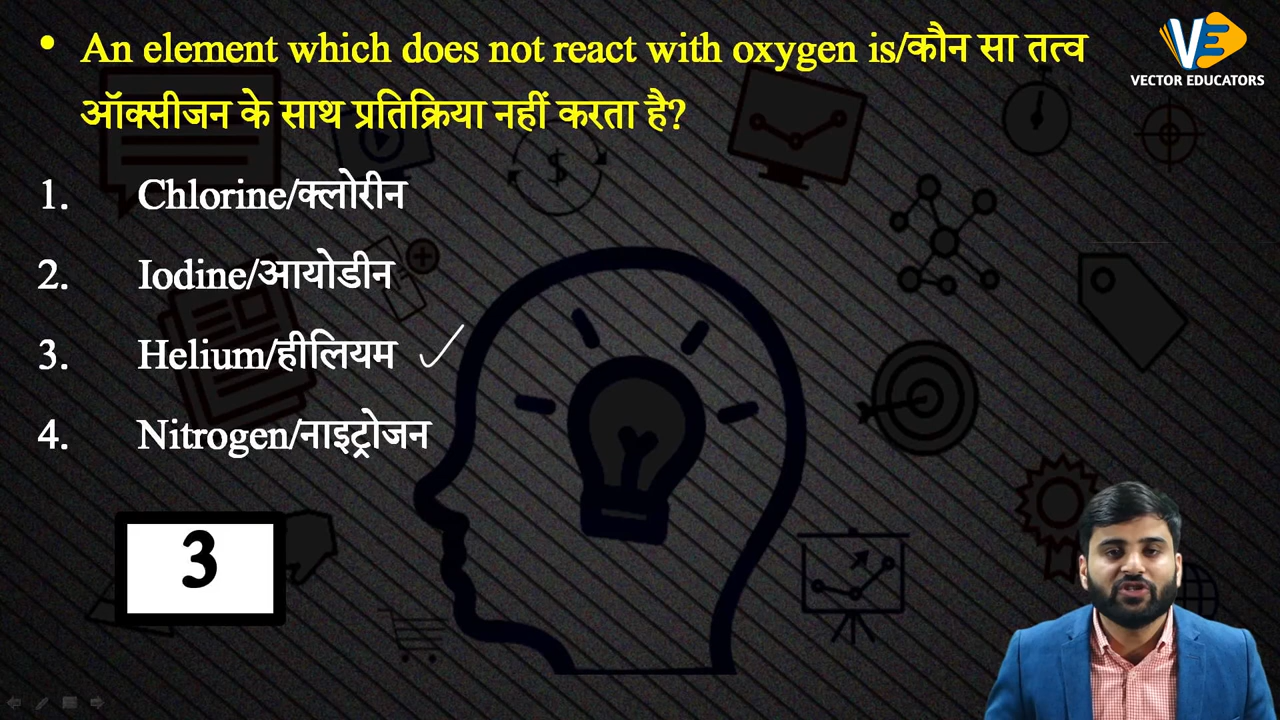 • An element which does not react with oxygen is/कौन सा तत्व
ऑक्सीजन के साथ प्रतिक्रिया नहीं करता है?
VE
VECTOR EDUCATORS
1. Chlorine/क्लोरीन
2. Iodine/आयोडीन
3. Helium/हीलियम ✓
4. Nitrogen/नाइट्रोजन
3